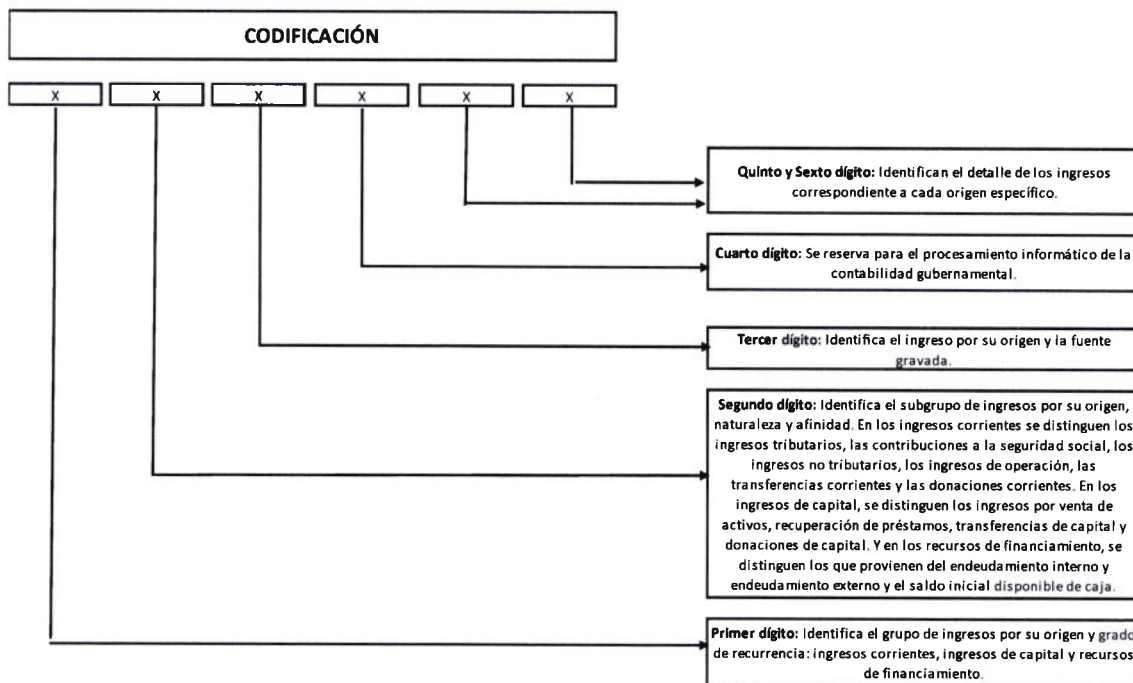 CODIFICACIÓN
X X X X X X
Quinto y Sexto dígito: Identifican el detalle de los ingresos
correspondiente a cada origen específico.
Cuarto dígito: Se reserva para el procesamiento informático de la
contabilidad gubernamental.
Tercer dígito: Identifica el ingreso por su origen y la fuente
gravada.
Segundo dígito: Identifica el subgrupo de ingresos por su origen,
naturaleza y afinidad. En los ingresos corrientes se distinguen los
ingresos tributarios, las contribuciones a la seguridad social, los
ingresos no tributarios, los ingresos de operación, las
transferencias corrientes y las donaciones corrientes. En los
ingresos de capital, se distinguen los ingresos por venta de
activos, recuperación de préstamos, transferencias de capital y
donaciones de capital. Y en los recursos de financiamiento, se
distinguen los que provienen del endeudamiento interno y
endeudamiento externo y el saldo inicial disponible de caja.
Primer dígito: Identifica el grupo de ingresos por su origen y grado
de recurrencia: ingresos corrientes, ingresos de capital y recursos
de financiamiento.